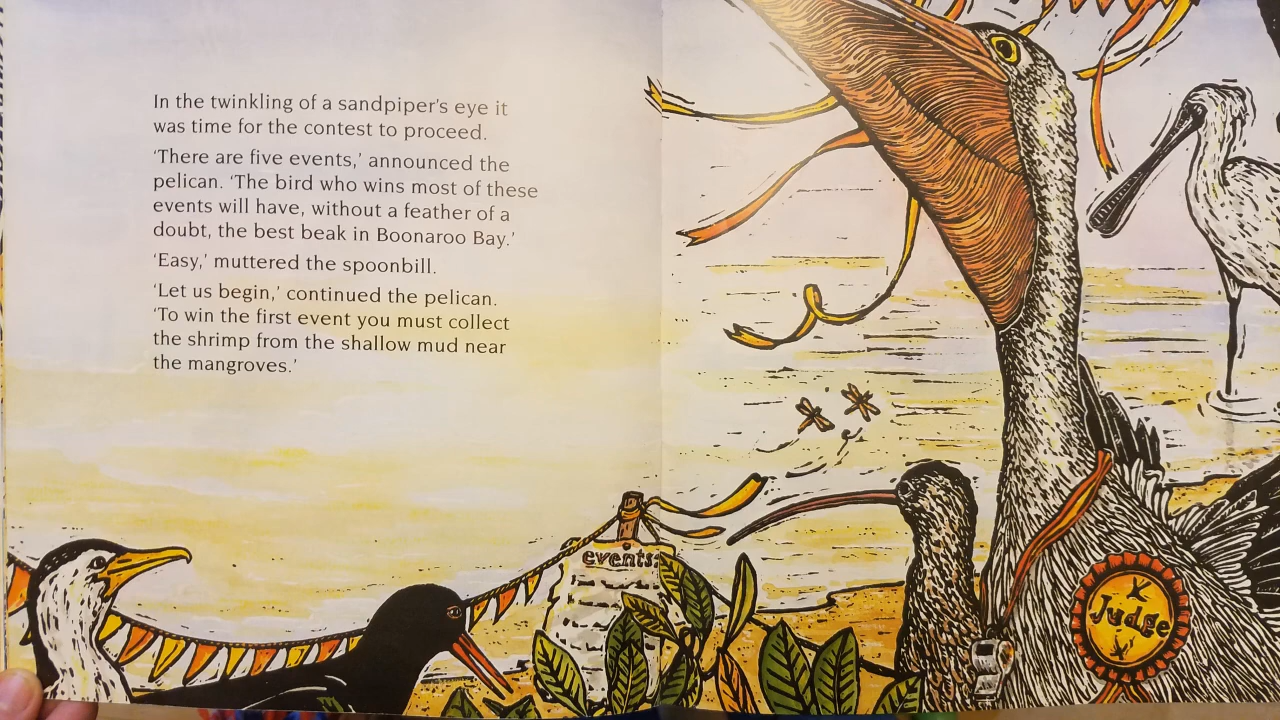 In the twinkling of a sandpiper's eye it
was time for the contest to proceed.
'There are five events,' announced the
pelican. 'The bird who wins most of these
events will have, without a feather of a
doubt, the best beak in Boonaroo Bay.'
'Easy,' muttered the spoonbill.
'Let us begin,' continued the pelican.
'To win the first event you must collect
the shrimp from the shallow mud near
the mangroves.'
events:
Judge